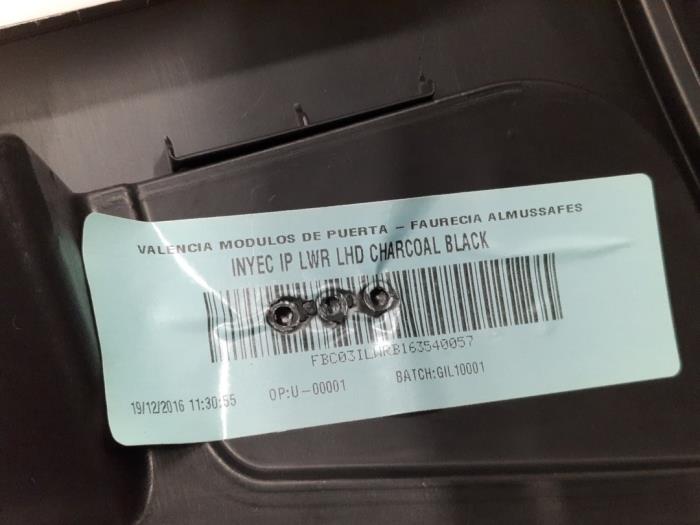 VALENCIA MODULOS DE PUERTA - FAURECIA ALMUSSAFES
INYEC IP LWR LHD CHARCOAL BLACK
FBC03ILWRB163540057
19/12/2016 11:30:55 OP:U-00001 BATCH:GIL10001